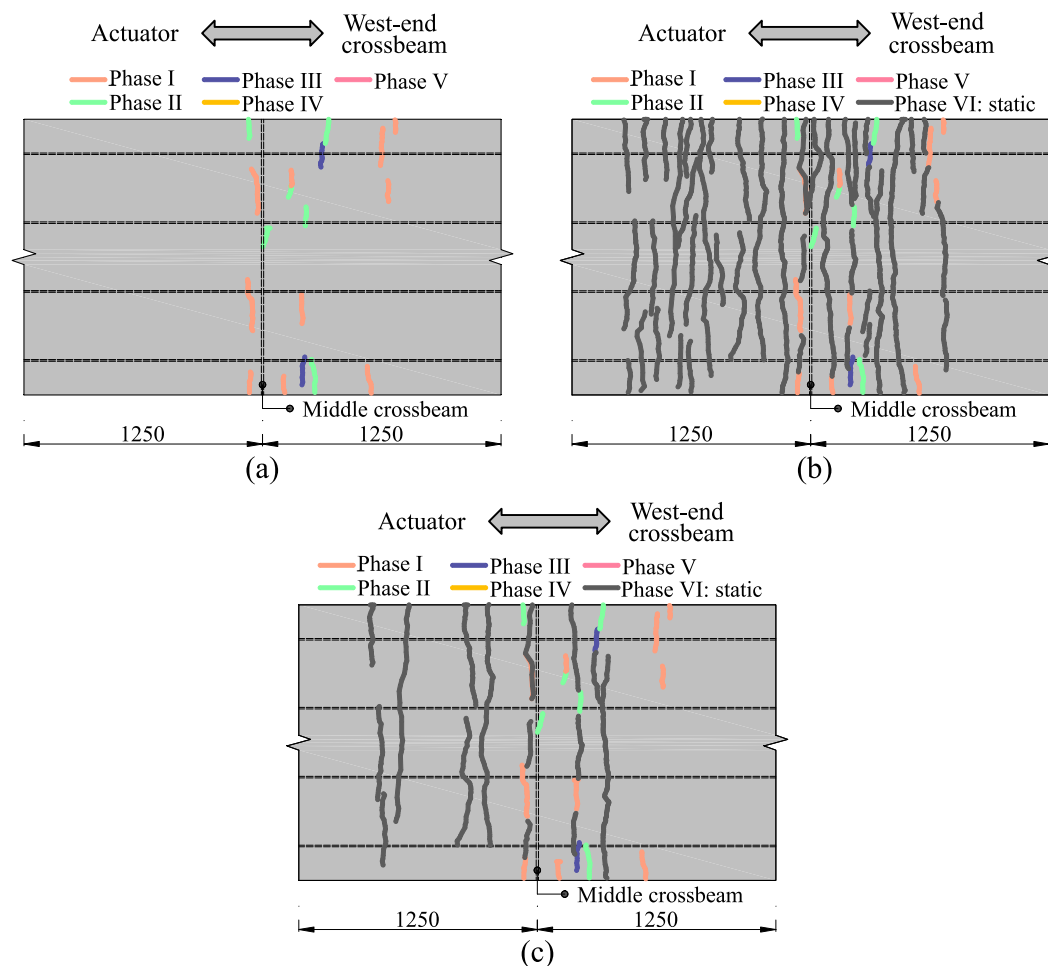 Actuator
West-end
crossbeam
Phase I
Phase III
Phase V
Phase II
Phase IV
Middle crossbeam
1250
1250
(a)
Actuator
West-end
crossbeam
Phase I
Phase III
Phase V
Phase II
Phase IV
Phase VI: static
Middle crossbeam
1250
1250
(b)
Actuator
West-end
crossbeam
Phase I
Phase III
Phase V
Phase II
Phase IV
Phase VI: static
Middle crossbeam
1250
1250
(c)